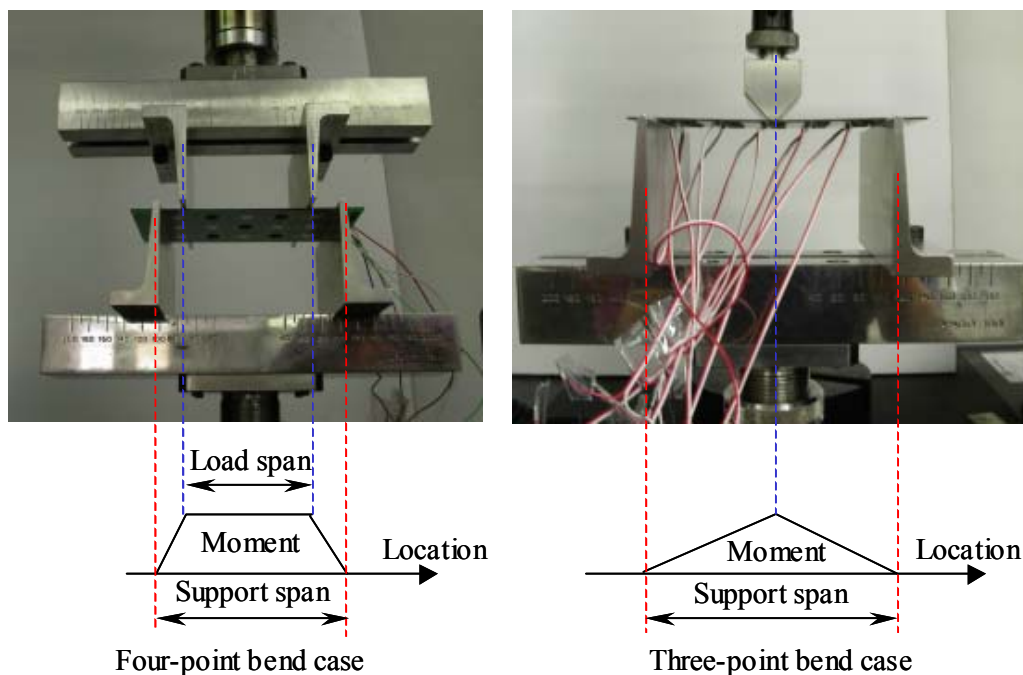 Load span
Moment
Location
Support span
Four-point bend case
Moment
Location
Support span
Three-point bend case